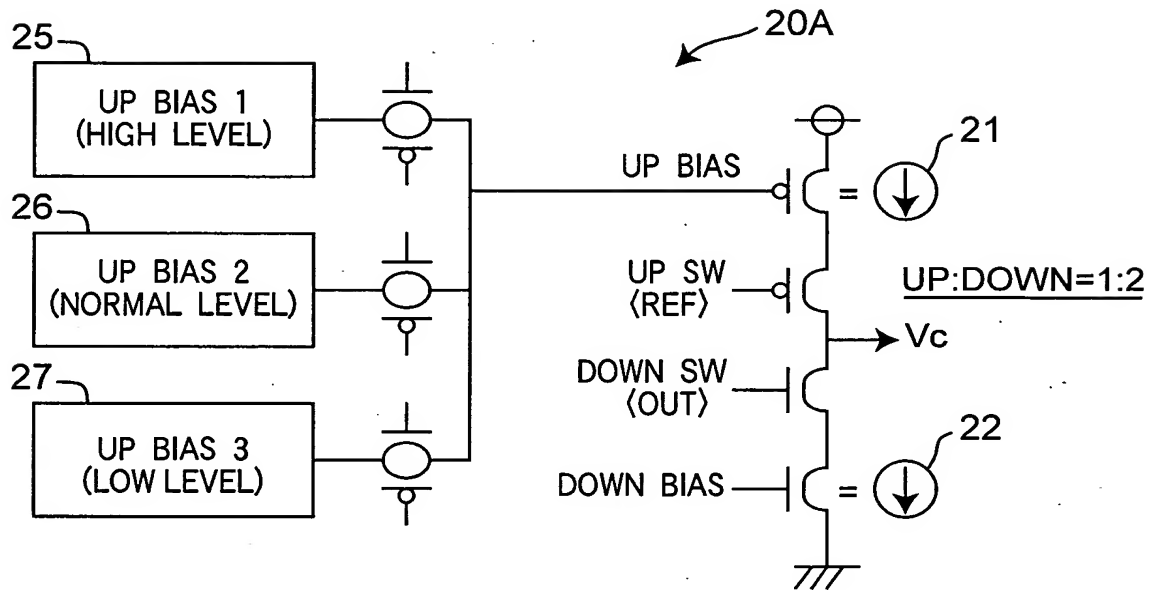 20A
25
UP BIAS 1
(HIGH LEVEL)
26
UP BIAS 2
(NORMAL LEVEL)
27
UP BIAS 3
(LOW LEVEL)
UP BIAS
=
21
UP SW
⟨REF⟩
UP:DOWN=1:2
Vc
DOWN SW
⟨OUT⟩
DOWN BIAS
=
22